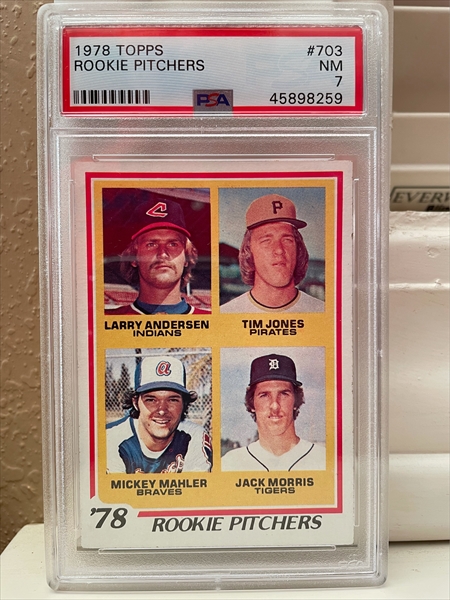 1978 TOPPS #703
ROOKIE PITCHERS NM
7
PSA 45898259
EVERW
C P
LARRY ANDERSEN TIM JONES
INDIANS PIRATES
a D
MICKEY MAHLER JACK MORRIS
BRAVES TIGERS
'78 ROOKIE PITCHERS